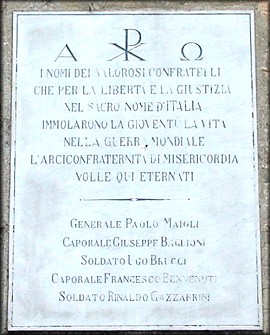 Α ☧ Ω
I NOMI DEI VALOROSI CONFRATELLI
CHE PER LA LIBERTÀ E LA GIUSTIZIA
NEL SACRO NOME D'ITALIA
IMMOLARONO LA GIOVENTÙ LA VITA
NELLA GUERRA MONDIALE
L'ARCICONFRATERNITA DI MISERICORDIA
VOLLE QUI ETERNATI
GENERALE PAOLO
CAPORALE GIUSEPPE BAGLIONI
SOLDATO UGO
CAPORALE FRANCESCO BENVENUTI
SOLDATO RINALDO GAZZARRINI